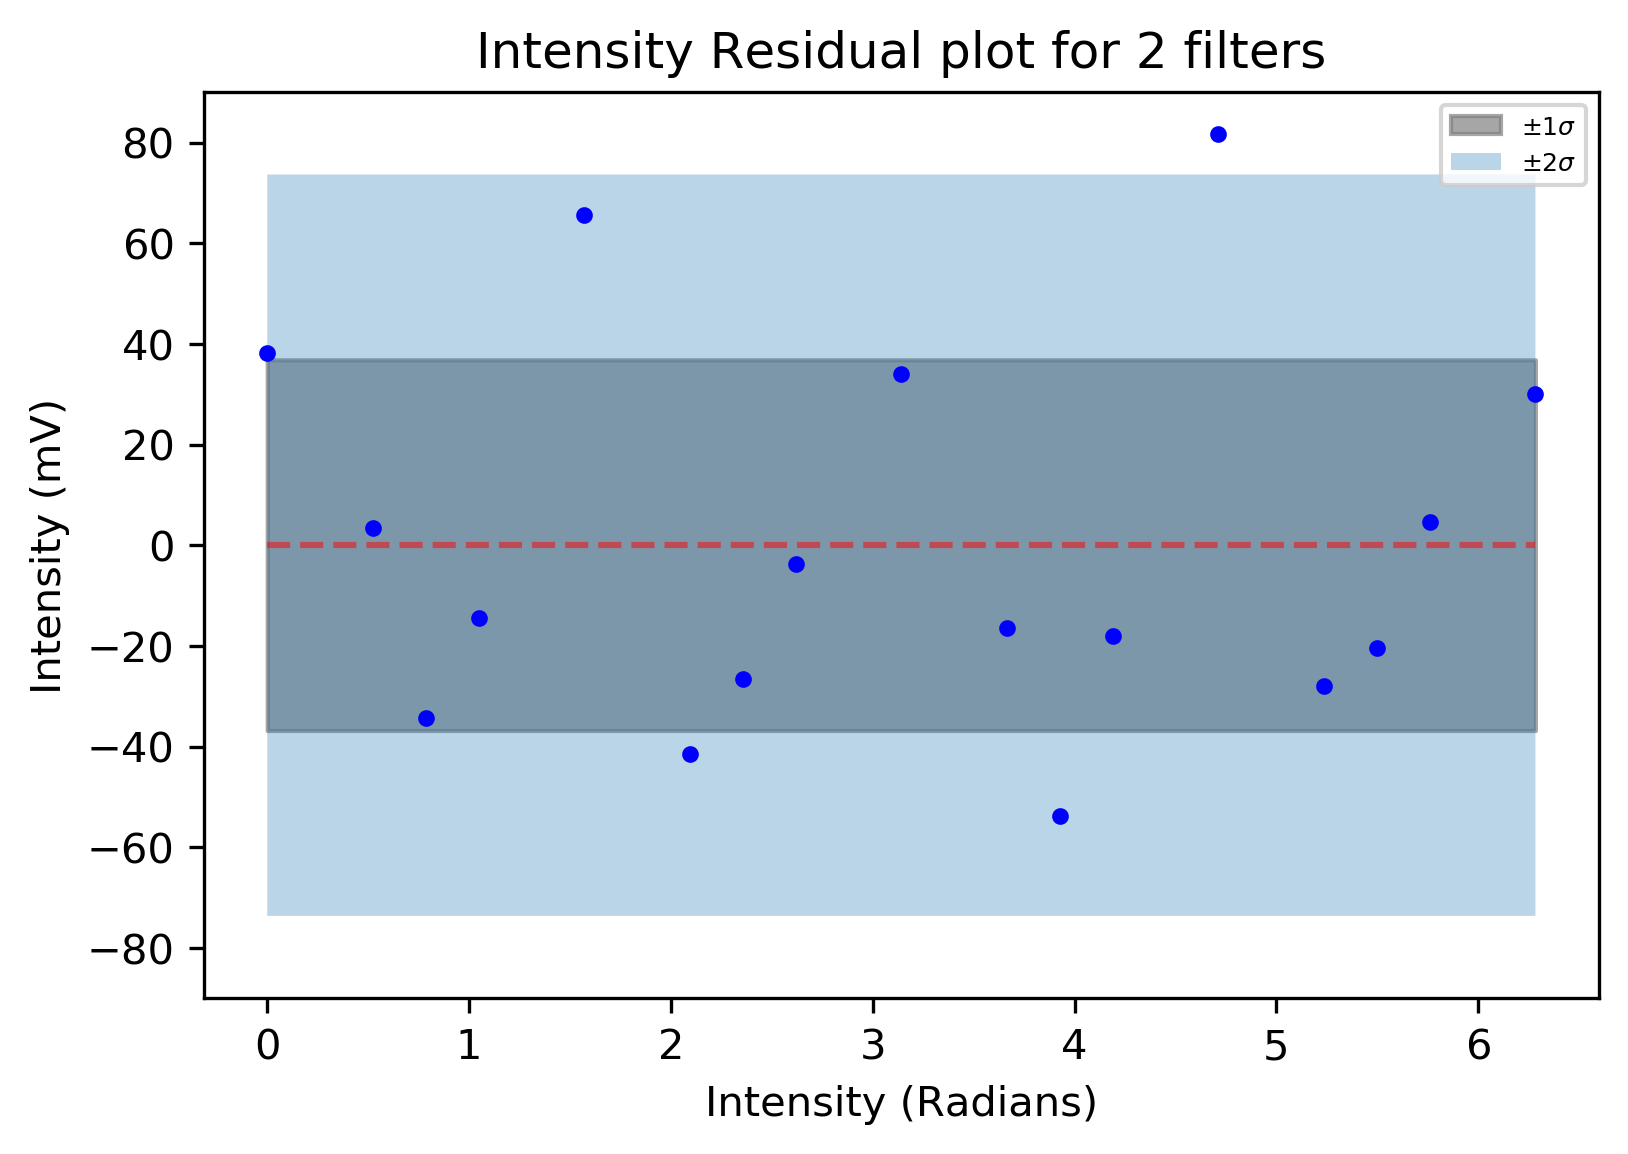 Intensity Residual plot for 2 filters
±1σ
±2σ
80
60
40
20
0
−20
−40
−60
−80
Intensity (mV)
0 1 2 3 4 5 6
Intensity (Radians)